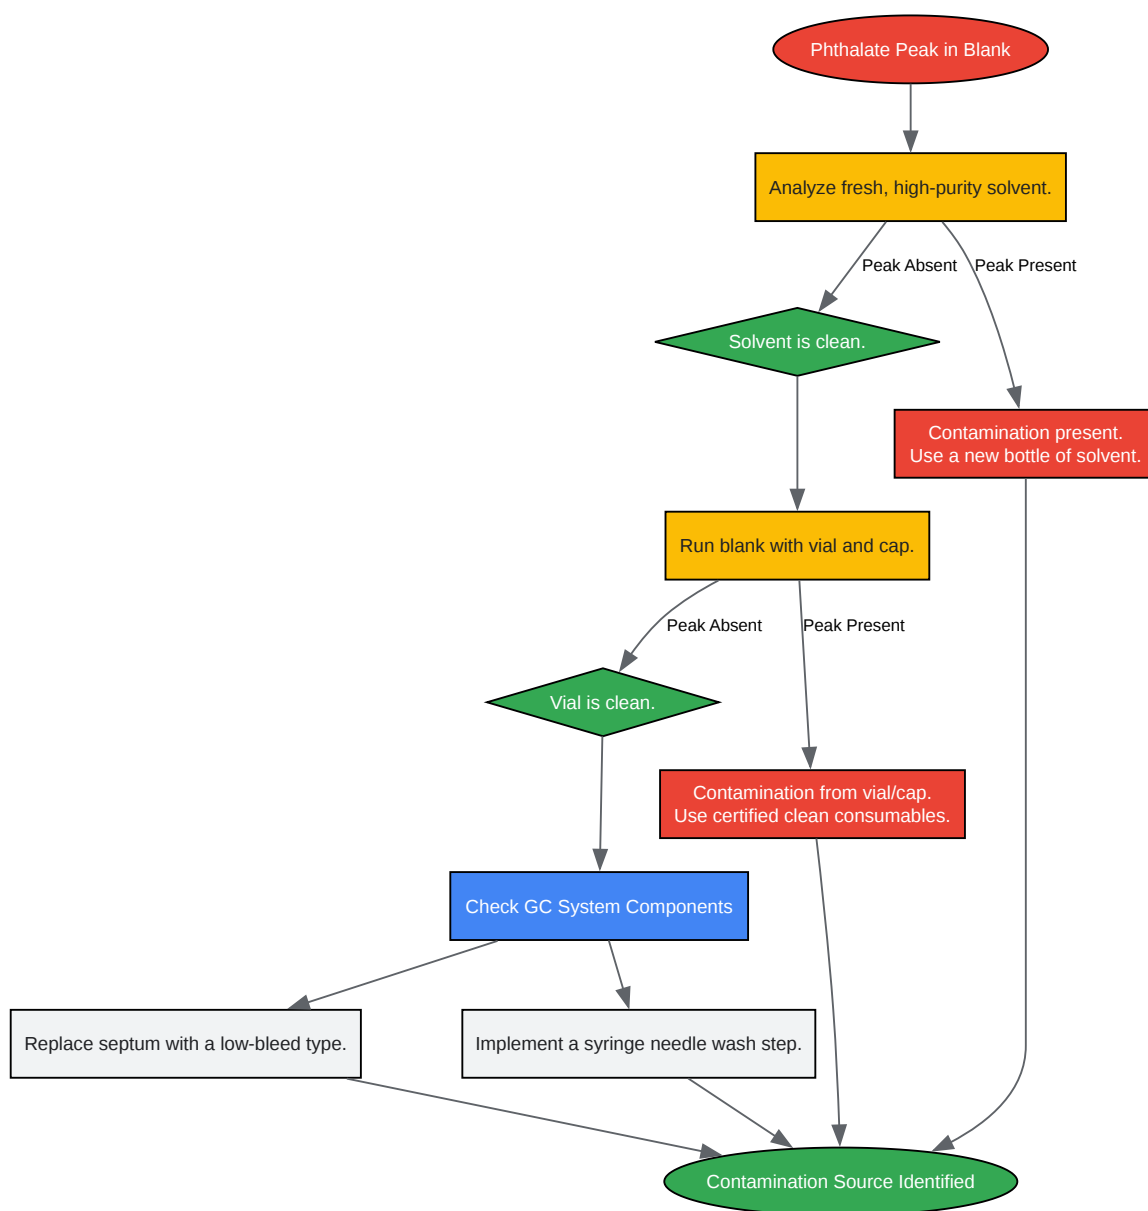 Phthalate Peak in Blank
Analyze fresh, high-purity solvent.
Peak Absent
Peak Present
Solvent is clean.
Contamination present.
Use a new bottle of solvent.
Run blank with vial and cap.
Peak Absent
Peak Present
Vial is clean.
Contamination from vial/cap.
Use certified clean consumables.
Check GC System Components
Replace septum with a low-bleed type.
Implement a syringe needle wash step.
Contamination Source Identified